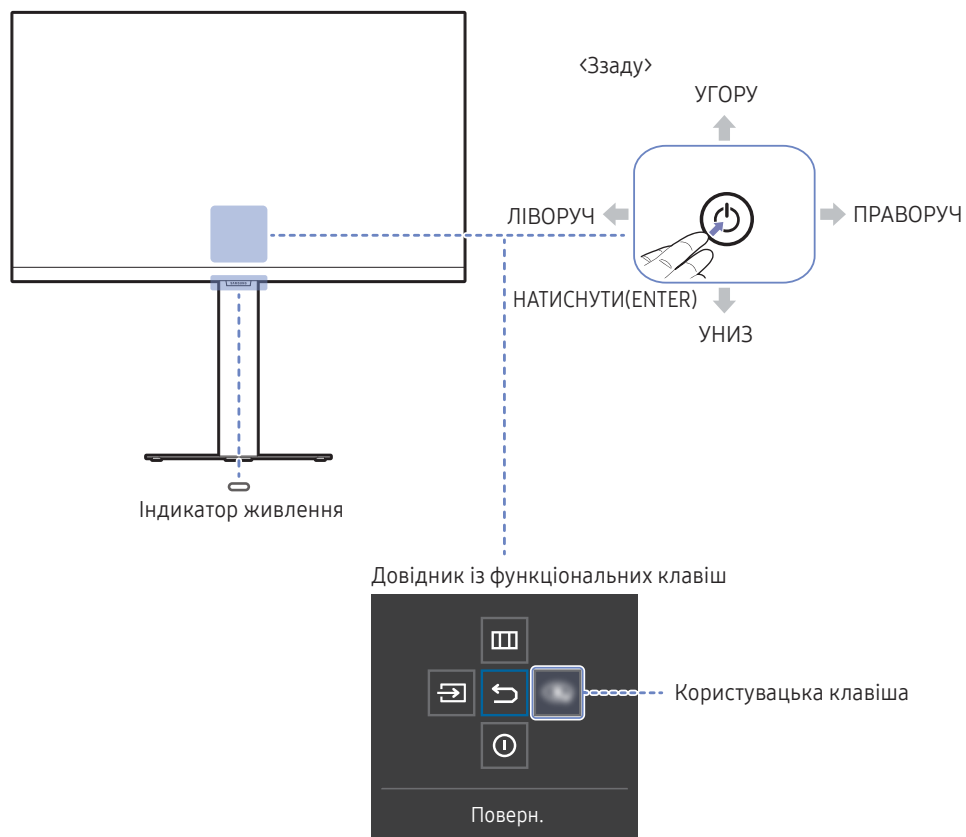 <Ззаду>
УГОРУ
ЛІВОРУЧ
ПРАВОРУЧ
НАТИСНУТИ(ENTER)
УНИЗ
Індикатор живлення
Довідник із функціональних клавіш
Користувацька клавіша
Поверн.